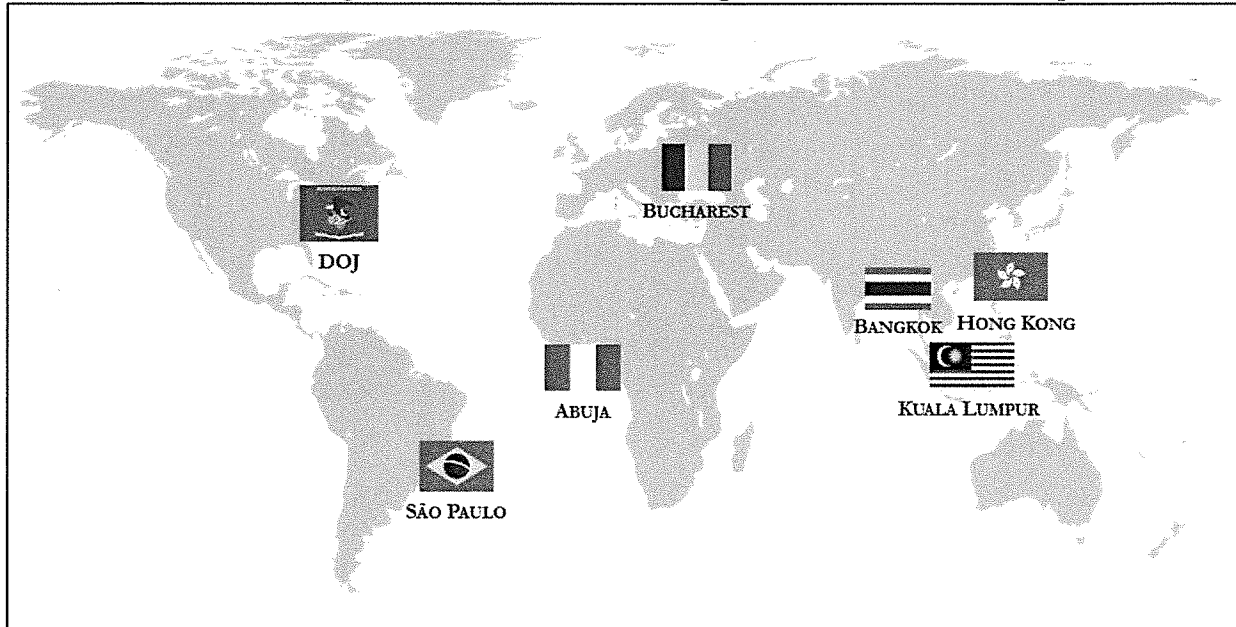 BUCHAREST
DOJ
BANGKOK HONG KONG
ABUJA
KUALA LUMPUR
SÃO PAULO